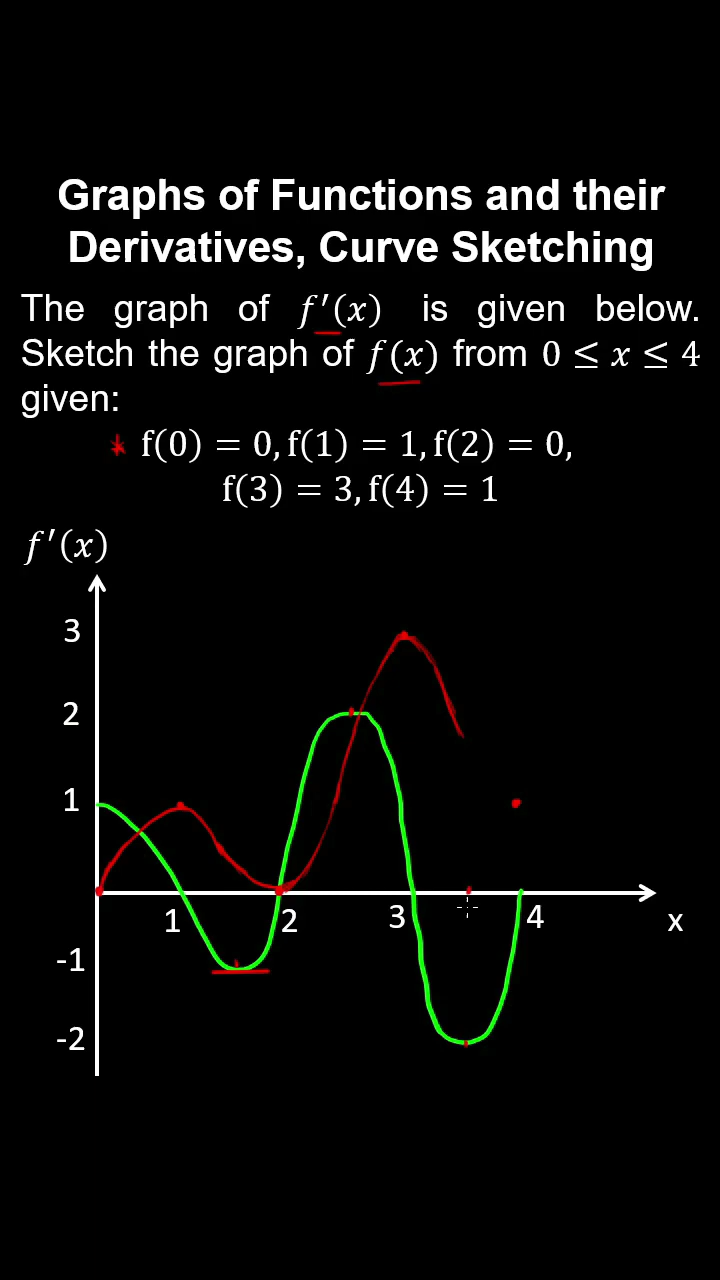 Graphs of Functions and their
Derivatives, Curve Sketching
The graph of f′(x) is given below.
Sketch the graph of f(x) from 0 ≤ x ≤ 4
given:
f(0) = 0, f(1) = 1, f(2) = 0,
f(3) = 3, f(4) = 1
f′(x)
3
2
1
1 2 3 4 x
-1
-2